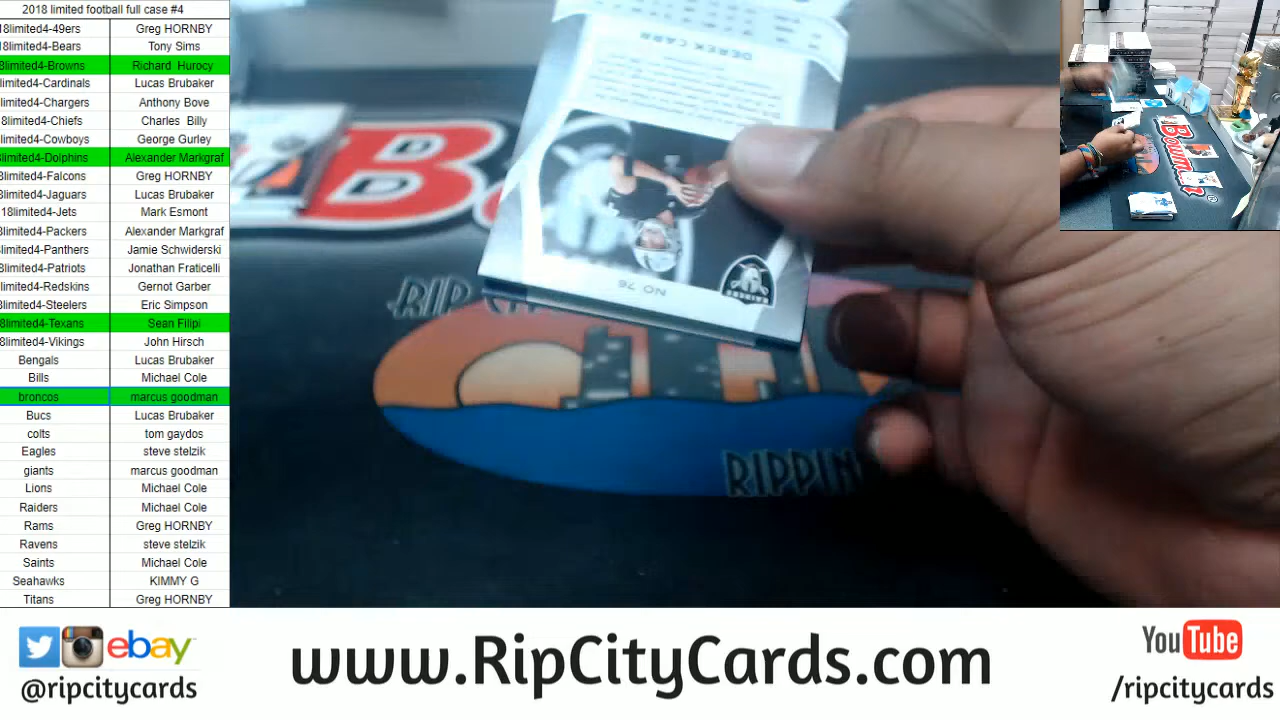 2018 limited football full case #4
18limited4-49ers Greg HORNBY
18limited4-Bears Tony Sims
8limited4-Browns Richard Hurocy
limited4-Cardinals Lucas Brubaker
limited4-Chargers Anthony Bove
8limited4-Chiefs Charles Billy
limited4-Cowboys George Gurley
limited4-Dolphins Alexander Markgraf
8limited4-Falcons Greg HORNBY
limited4-Jaguars Lucas Brubaker
18limited4-Jets Mark Esmont
limited4-Packers Alexander Markgraf
limited4-Panthers Jamie Schwiderski
limited4-Patriots Jonathan Fraticelli
limited4-Redskins Gernot Garber
limited4-Steelers Eric Simpson
8limited4-Texans Sean Filipi
8limited4-Vikings John Hirsch
Bengals Lucas Brubaker
Bills Michael Cole
broncos marcus goodman
Bucs Lucas Brubaker
colts tom gaydos
Eagles steve stelzik
giants marcus goodman
Lions Michael Cole
Raiders Michael Cole
Rams Greg HORNBY
Ravens steve stelzik
Saints Michael Cole
Seahawks KIMMY G
Titans Greg HORNBY
DEREK CARR
NO. 76
RAIDERS
B
RIP
RIPPIN
Beckett
ebay
@ripcitycards
www.RipCityCards.com
YouTube
/ripcitycards